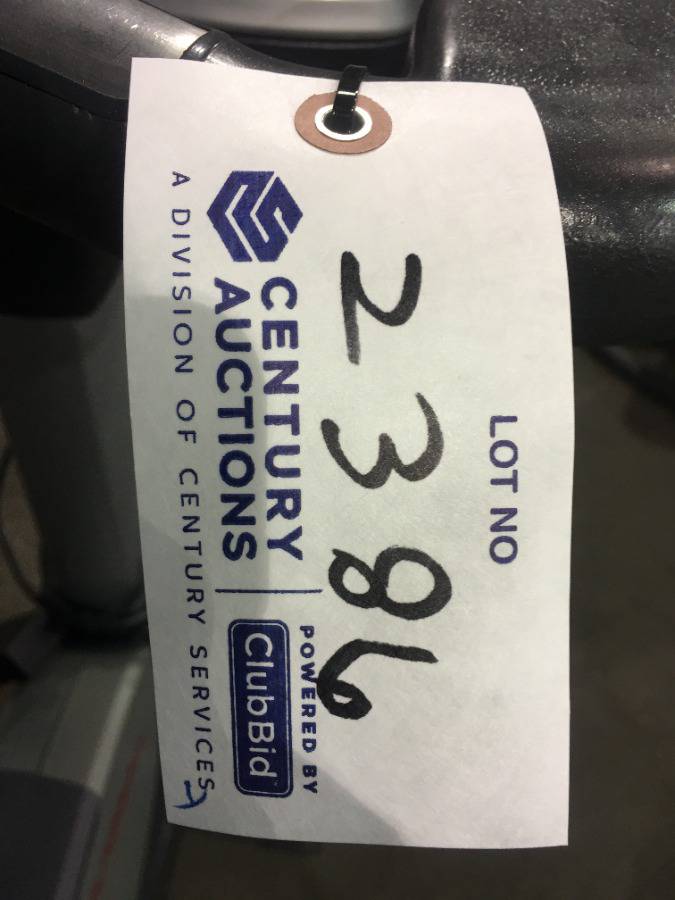 LOT NO
2386
CENTURY
AUCTIONS
POWERED BY
ClubBid
A DIVISION OF CENTURY SERVICES